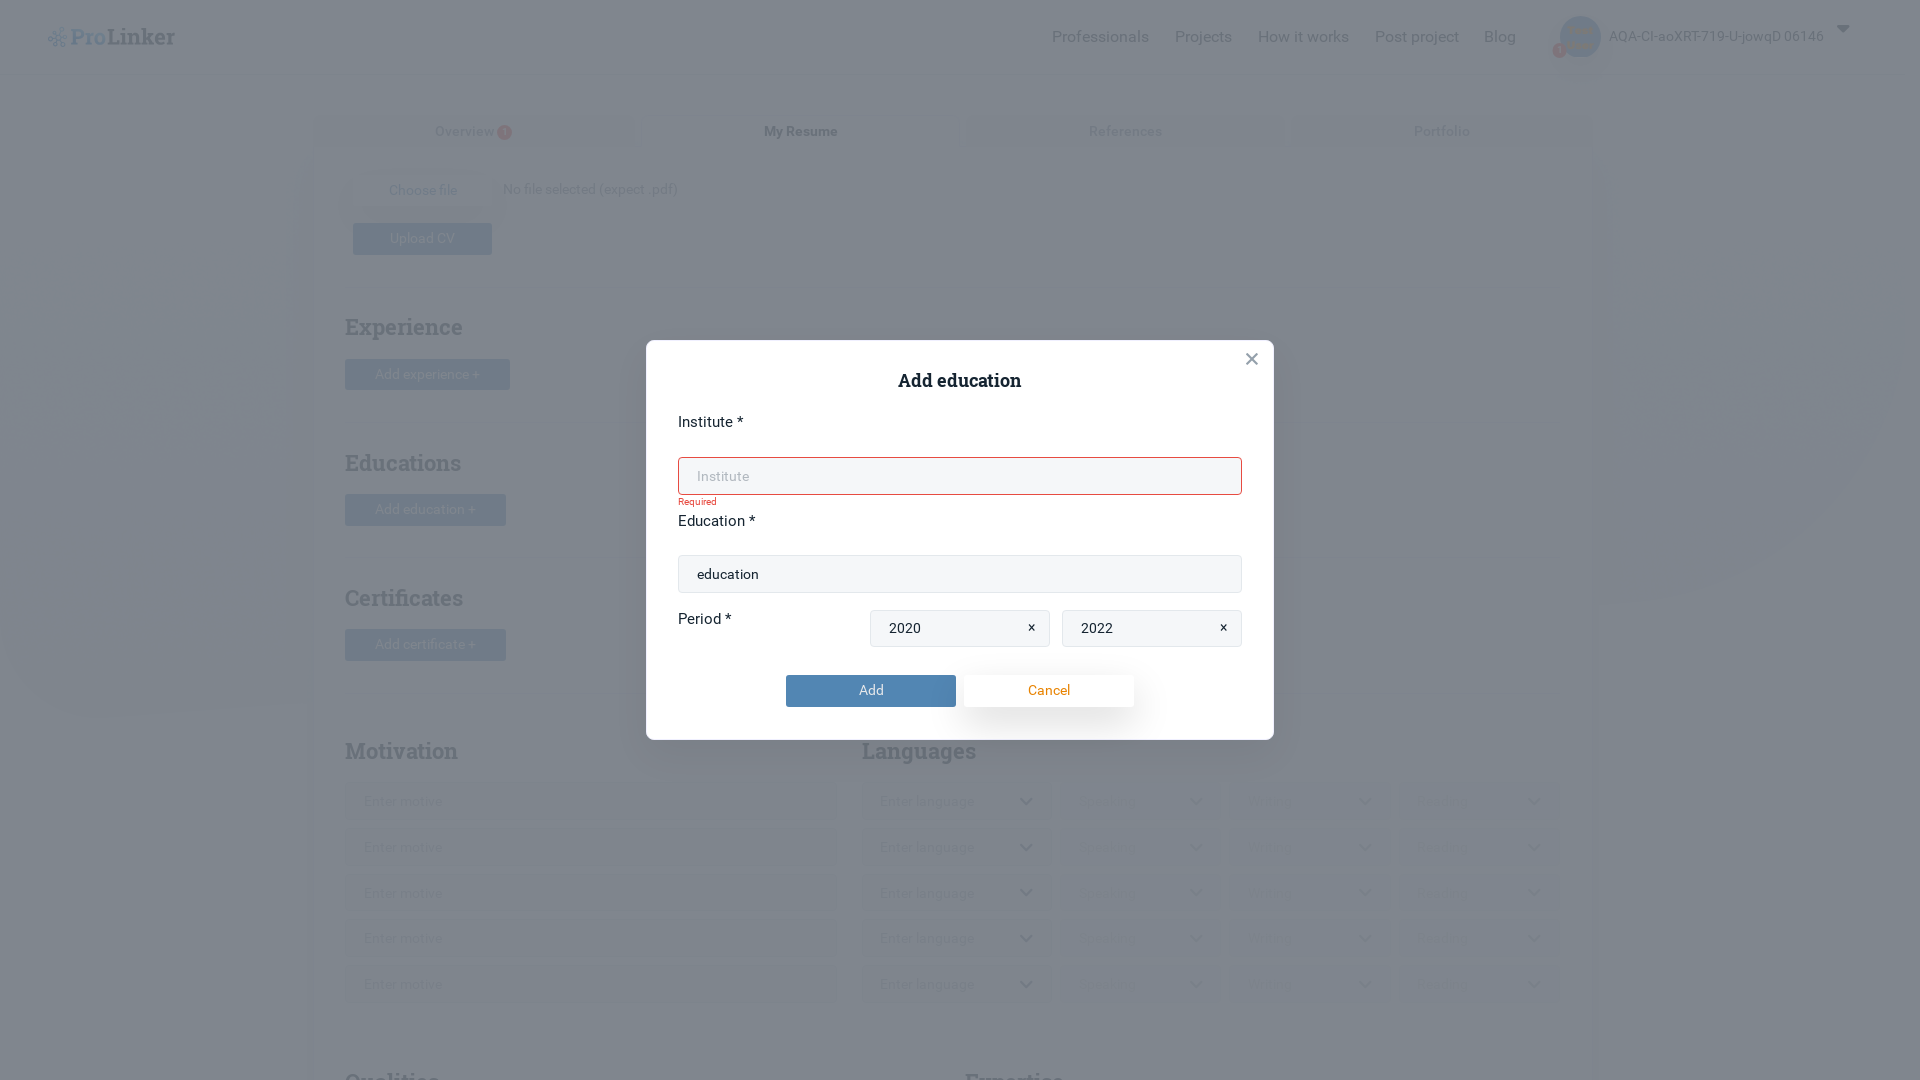 ProLinker
Professionals
Projects
How it works
Post project
Blog
1
AQA-CI-aoXRT-719-U-jowqD 06146
Overview 1
My Resume
References
Portfolio
Choose file
No file selected (expect .pdf)
Upload CV
Experience
Add experience +
Educations
Add education +
Certificates
Add certificate +
Add education
Institute *
Institute
Required
Education *
education
Period *
2020 ×
2022 ×
Add
Cancel
Motivation
Languages
Enter motive
Enter language
Enter motive
Enter language
Enter motive
Enter language
Enter motive
Enter language
Enter motive
Enter language